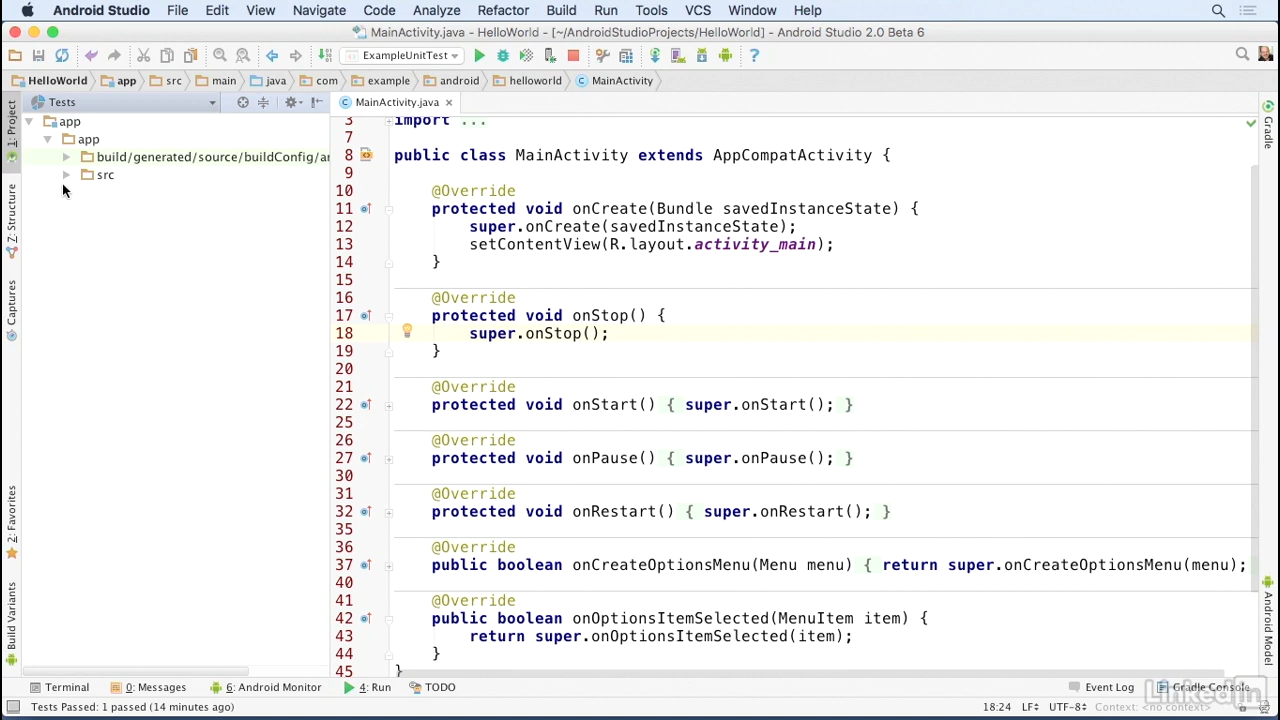 Android Studio File Edit View Navigate Code Analyze Refactor Build Run Tools VCS Window Help
MainActivity.java - HelloWorld - [~/AndroidStudioProjects/HelloWorld] - Android Studio 2.0 Beta 6
ExampleUnitTest
HelloWorld app src main java com example android helloworld MainActivity
Tests
MainActivity.java
1: Project
Z: Structure
Captures
2: Favorites
Build Variants
app
app
build/generated/source/buildConfig/an
src
3 import ...
7
8 public class MainActivity extends AppCompatActivity {
9
10 @Override
11 protected void onCreate(Bundle savedInstanceState) {
12 super.onCreate(savedInstanceState);
13 setContentView(R.layout.activity_main);
14 }
15
16 @Override
17 protected void onStop() {
18 super.onStop();
19 }
20
21 @Override
22 protected void onStart() { super.onStart(); }
25
26 @Override
27 protected void onPause() { super.onPause(); }
30
31 @Override
32 protected void onRestart() { super.onRestart(); }
35
36 @Override
37 public boolean onCreateOptionsMenu(Menu menu) { return super.onCreateOptionsMenu(menu);
40
41 @Override
42 public boolean onOptionsItemSelected(MenuItem item) {
43 return super.onOptionsItemSelected(item);
44 }
45 }
Gradle
Android Model
Terminal 0: Messages 6: Android Monitor 4: Run TODO Event Log Gradle Console
LinkedIn
Tests Passed: 1 passed (14 minutes ago) 18:24 LF÷ UTF-8÷ Context: <no context>